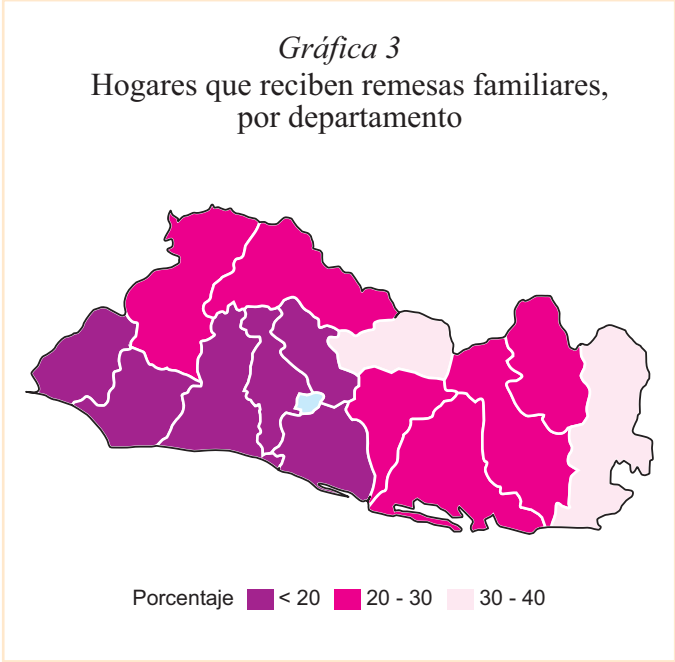 Gráfica 3
Hogares que reciben remesas familiares,
por departamento
Porcentaje < 20 20 - 30 30 - 40